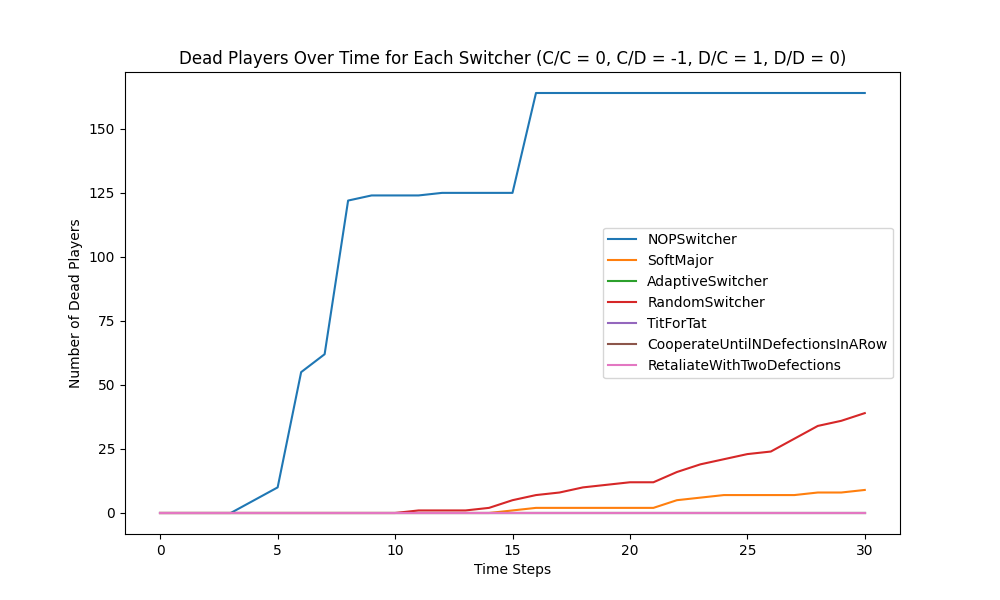 Dead Players Over Time for Each Switcher (C/C = 0, C/D = -1, D/C = 1, D/D = 0)
150
125
100
75
50
25
0
Number of Dead Players
NOPSwitcher
SoftMajor
AdaptiveSwitcher
RandomSwitcher
TitForTat
CooperateUntilNDefectionsInARow
RetaliateWithTwoDefections
0 5 10 15 20 25 30
Time Steps